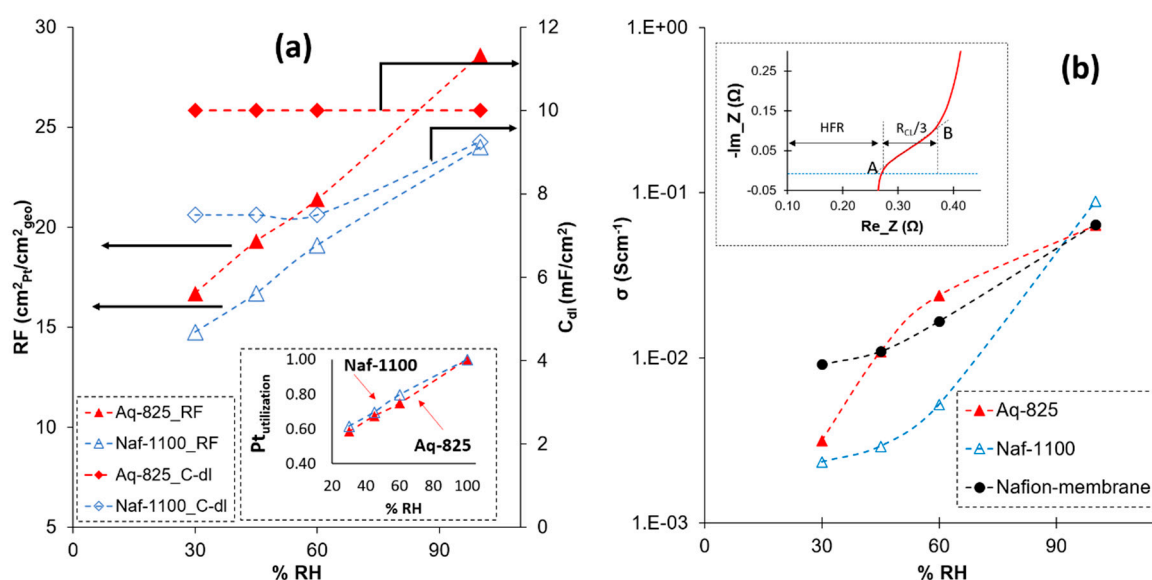 (a)
30
25
20
15
10
5
RF (cm²Pt/cm²geo)
12
10
8
6
4
2
0
Cdl (mF/cm²)
0
30
60
90
% RH
Aq-825_RF
Naf-1100_RF
Aq-825_C-dl
Naf-1100_C-dl
1.00
0.80
0.60
0.40
Ptutilization
Naf-1100
Aq-825
20
40
60
80
100
% RH
(b)
1.E+00
1.E-01
1.E-02
1.E-03
σ (Scm⁻¹)
0
30
60
90
% RH
0.25
0.15
0.05
-0.05
-Im_Z (Ω)
HFR
RCL/3
A
B
0.10
0.20
0.30
0.40
Re_Z (Ω)
Aq-825
Naf-1100
Nafion-membrane